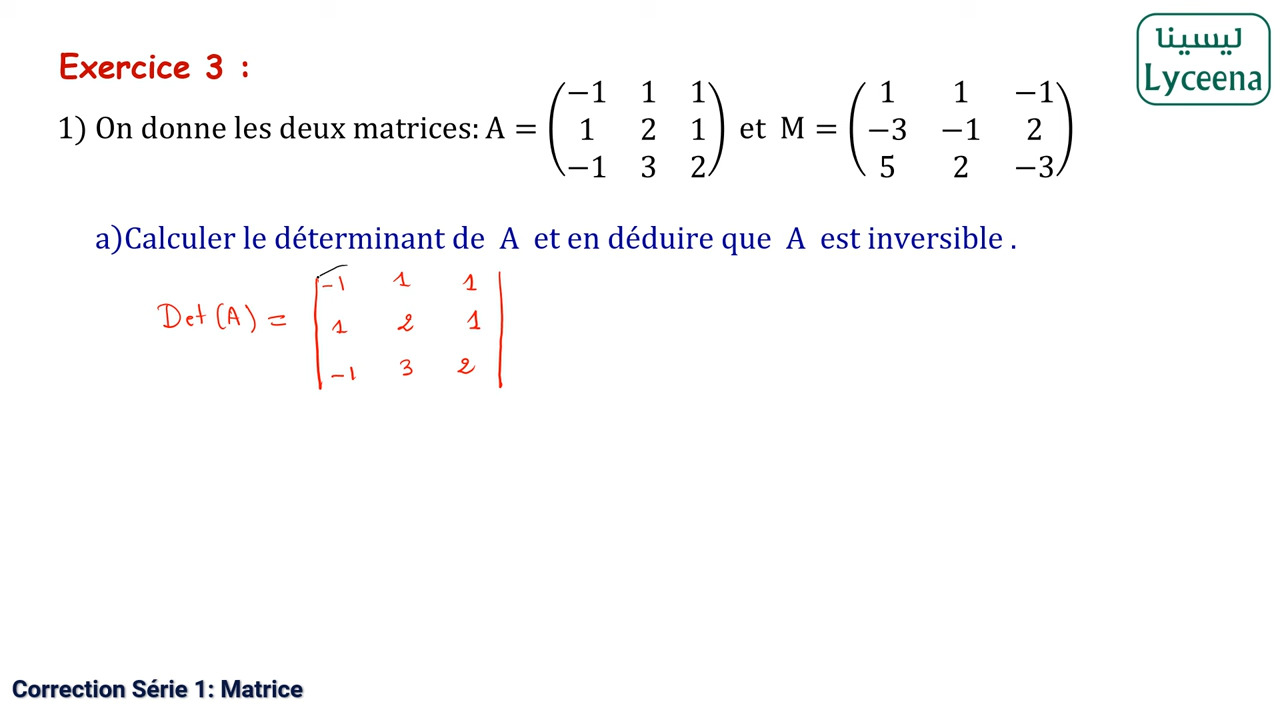 ليسينا
Lyceena
Exercice 3 :
1) On donne les deux matrices: A = (−1 1 1
1 2 1
−1 3 2) et M = (1 1 −1
−3 −1 2
5 2 −3)
a)Calculer le déterminant de A et en déduire que A est inversible .
Det(A) = | -1 1 1
1 2 1
-1 3 2 |
Correction Série 1: Matrice